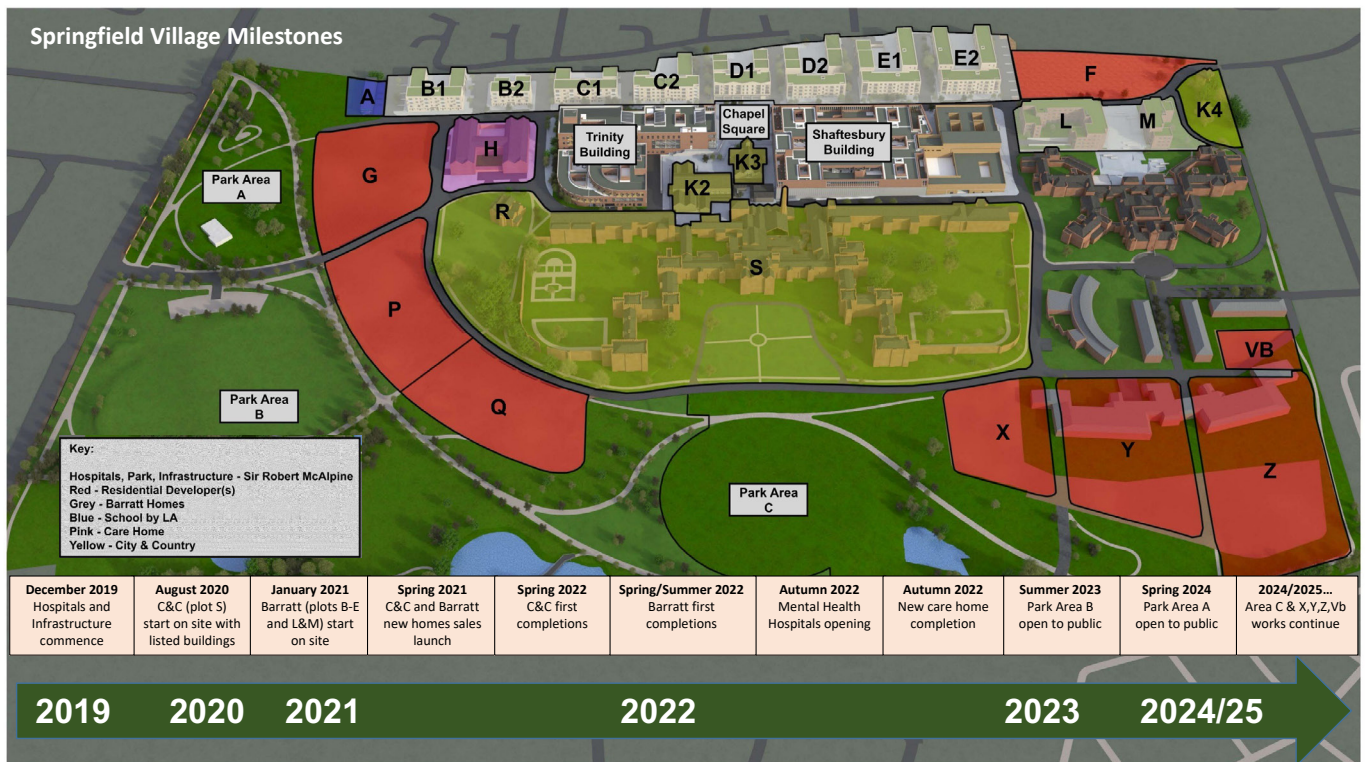 Springfield Village Milestones
A
B1
B2
C1
C2
D1
D2
E1
E2
F
G
H
Trinity
Building
Chapel
Square
K3
K2
Shaftesbury
Building
L
M
K4
Park Area
A
R
S
P
Q
Park Area
B
VB
X
Y
Z
Park Area
C
Key:
Hospitals, Park, Infrastructure - Sir Robert McAlpine
Red - Residential Developer(s)
Grey - Barratt Homes
Blue - School by LA
Pink - Care Home
Yellow - City & Country
December 2019
Hospitals and
Infrastructure
commence
August 2020
C&C (plot S)
start on site with
listed buildings
January 2021
Barratt (plots B-E
and L&M) start
on site
Spring 2021
C&C and Barratt
new homes sales
launch
Spring 2022
C&C first
completions
Spring/Summer 2022
Barratt first
completions
Autumn 2022
Mental Health
Hospitals opening
Autumn 2022
New care home
completion
Summer 2023
Park Area B
open to public
Spring 2024
Park Area A
open to public
2024/2025...
Area C & X,Y,Z,Vb
works continue
2019
2020
2021
2022
2023
2024/25